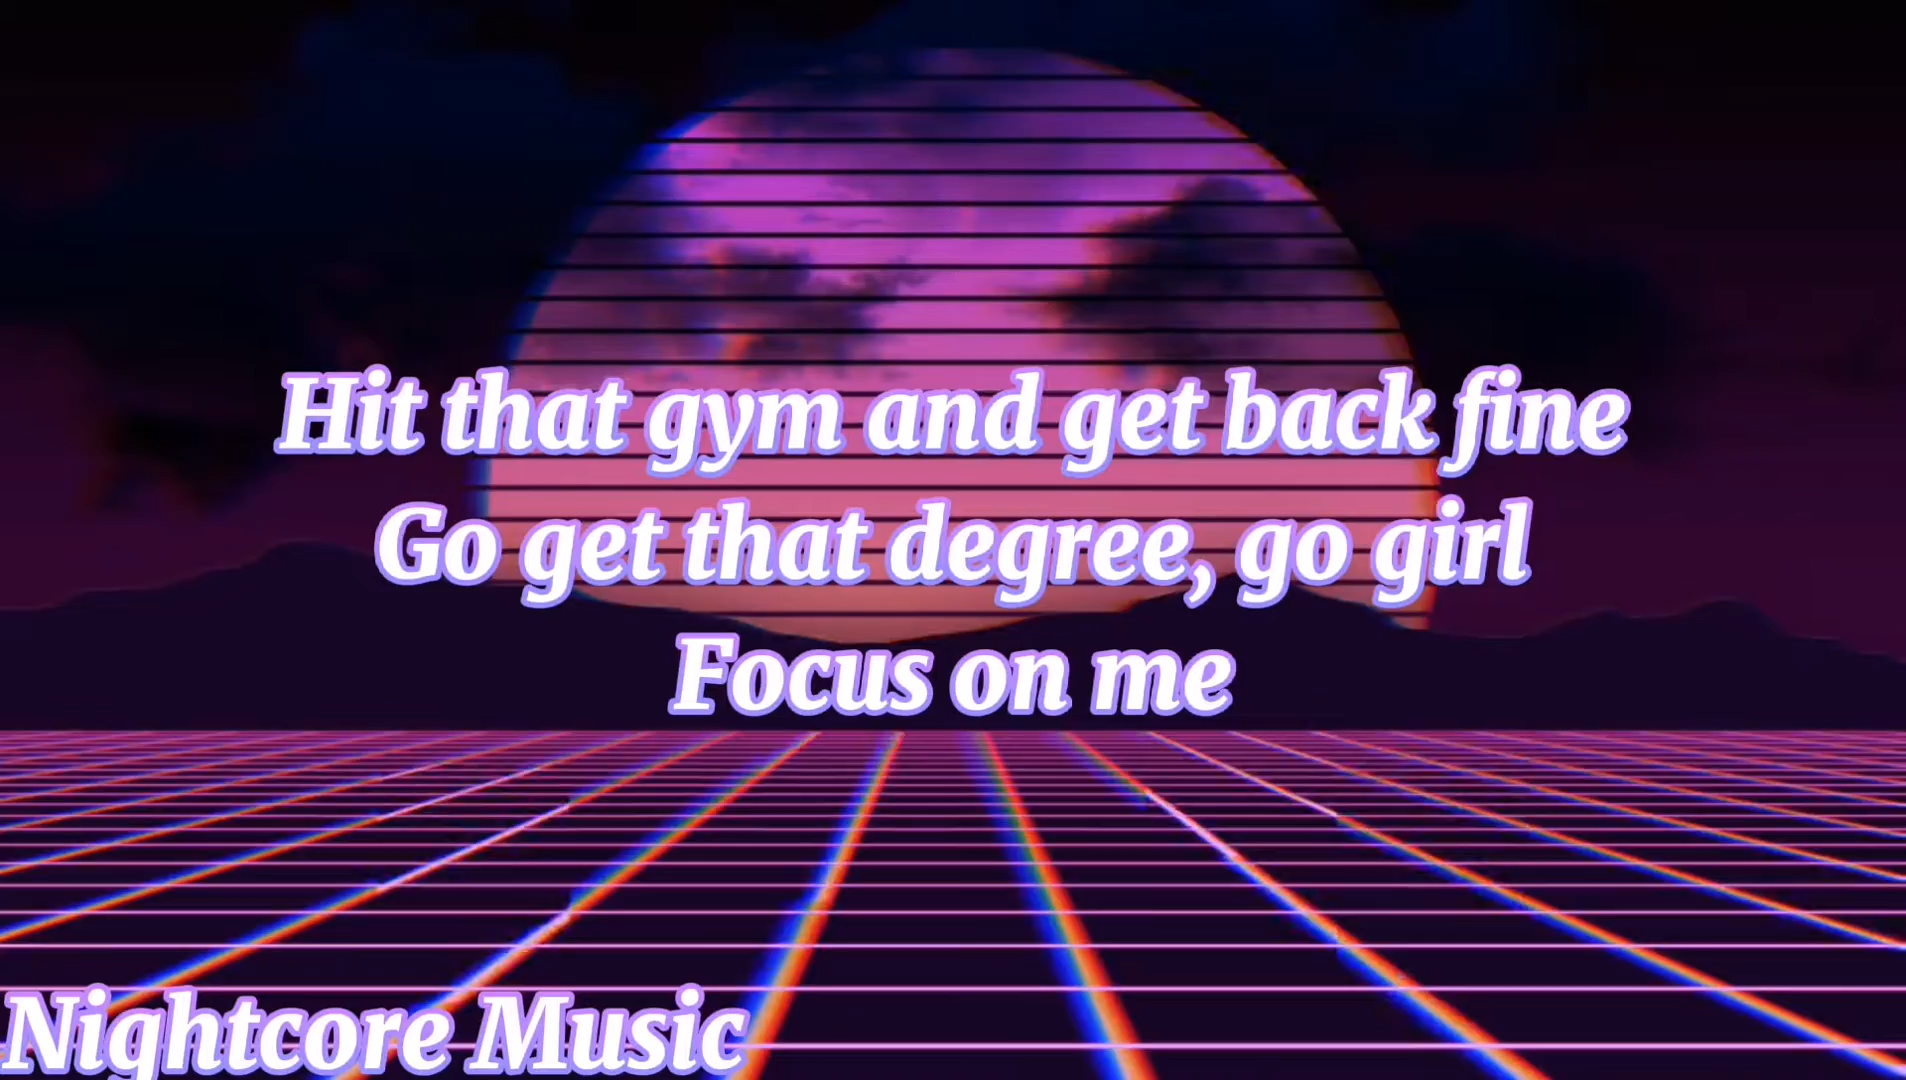 Hit that gym and get back fine
Go get that degree, go girl
Focus on me
Nightcore Music